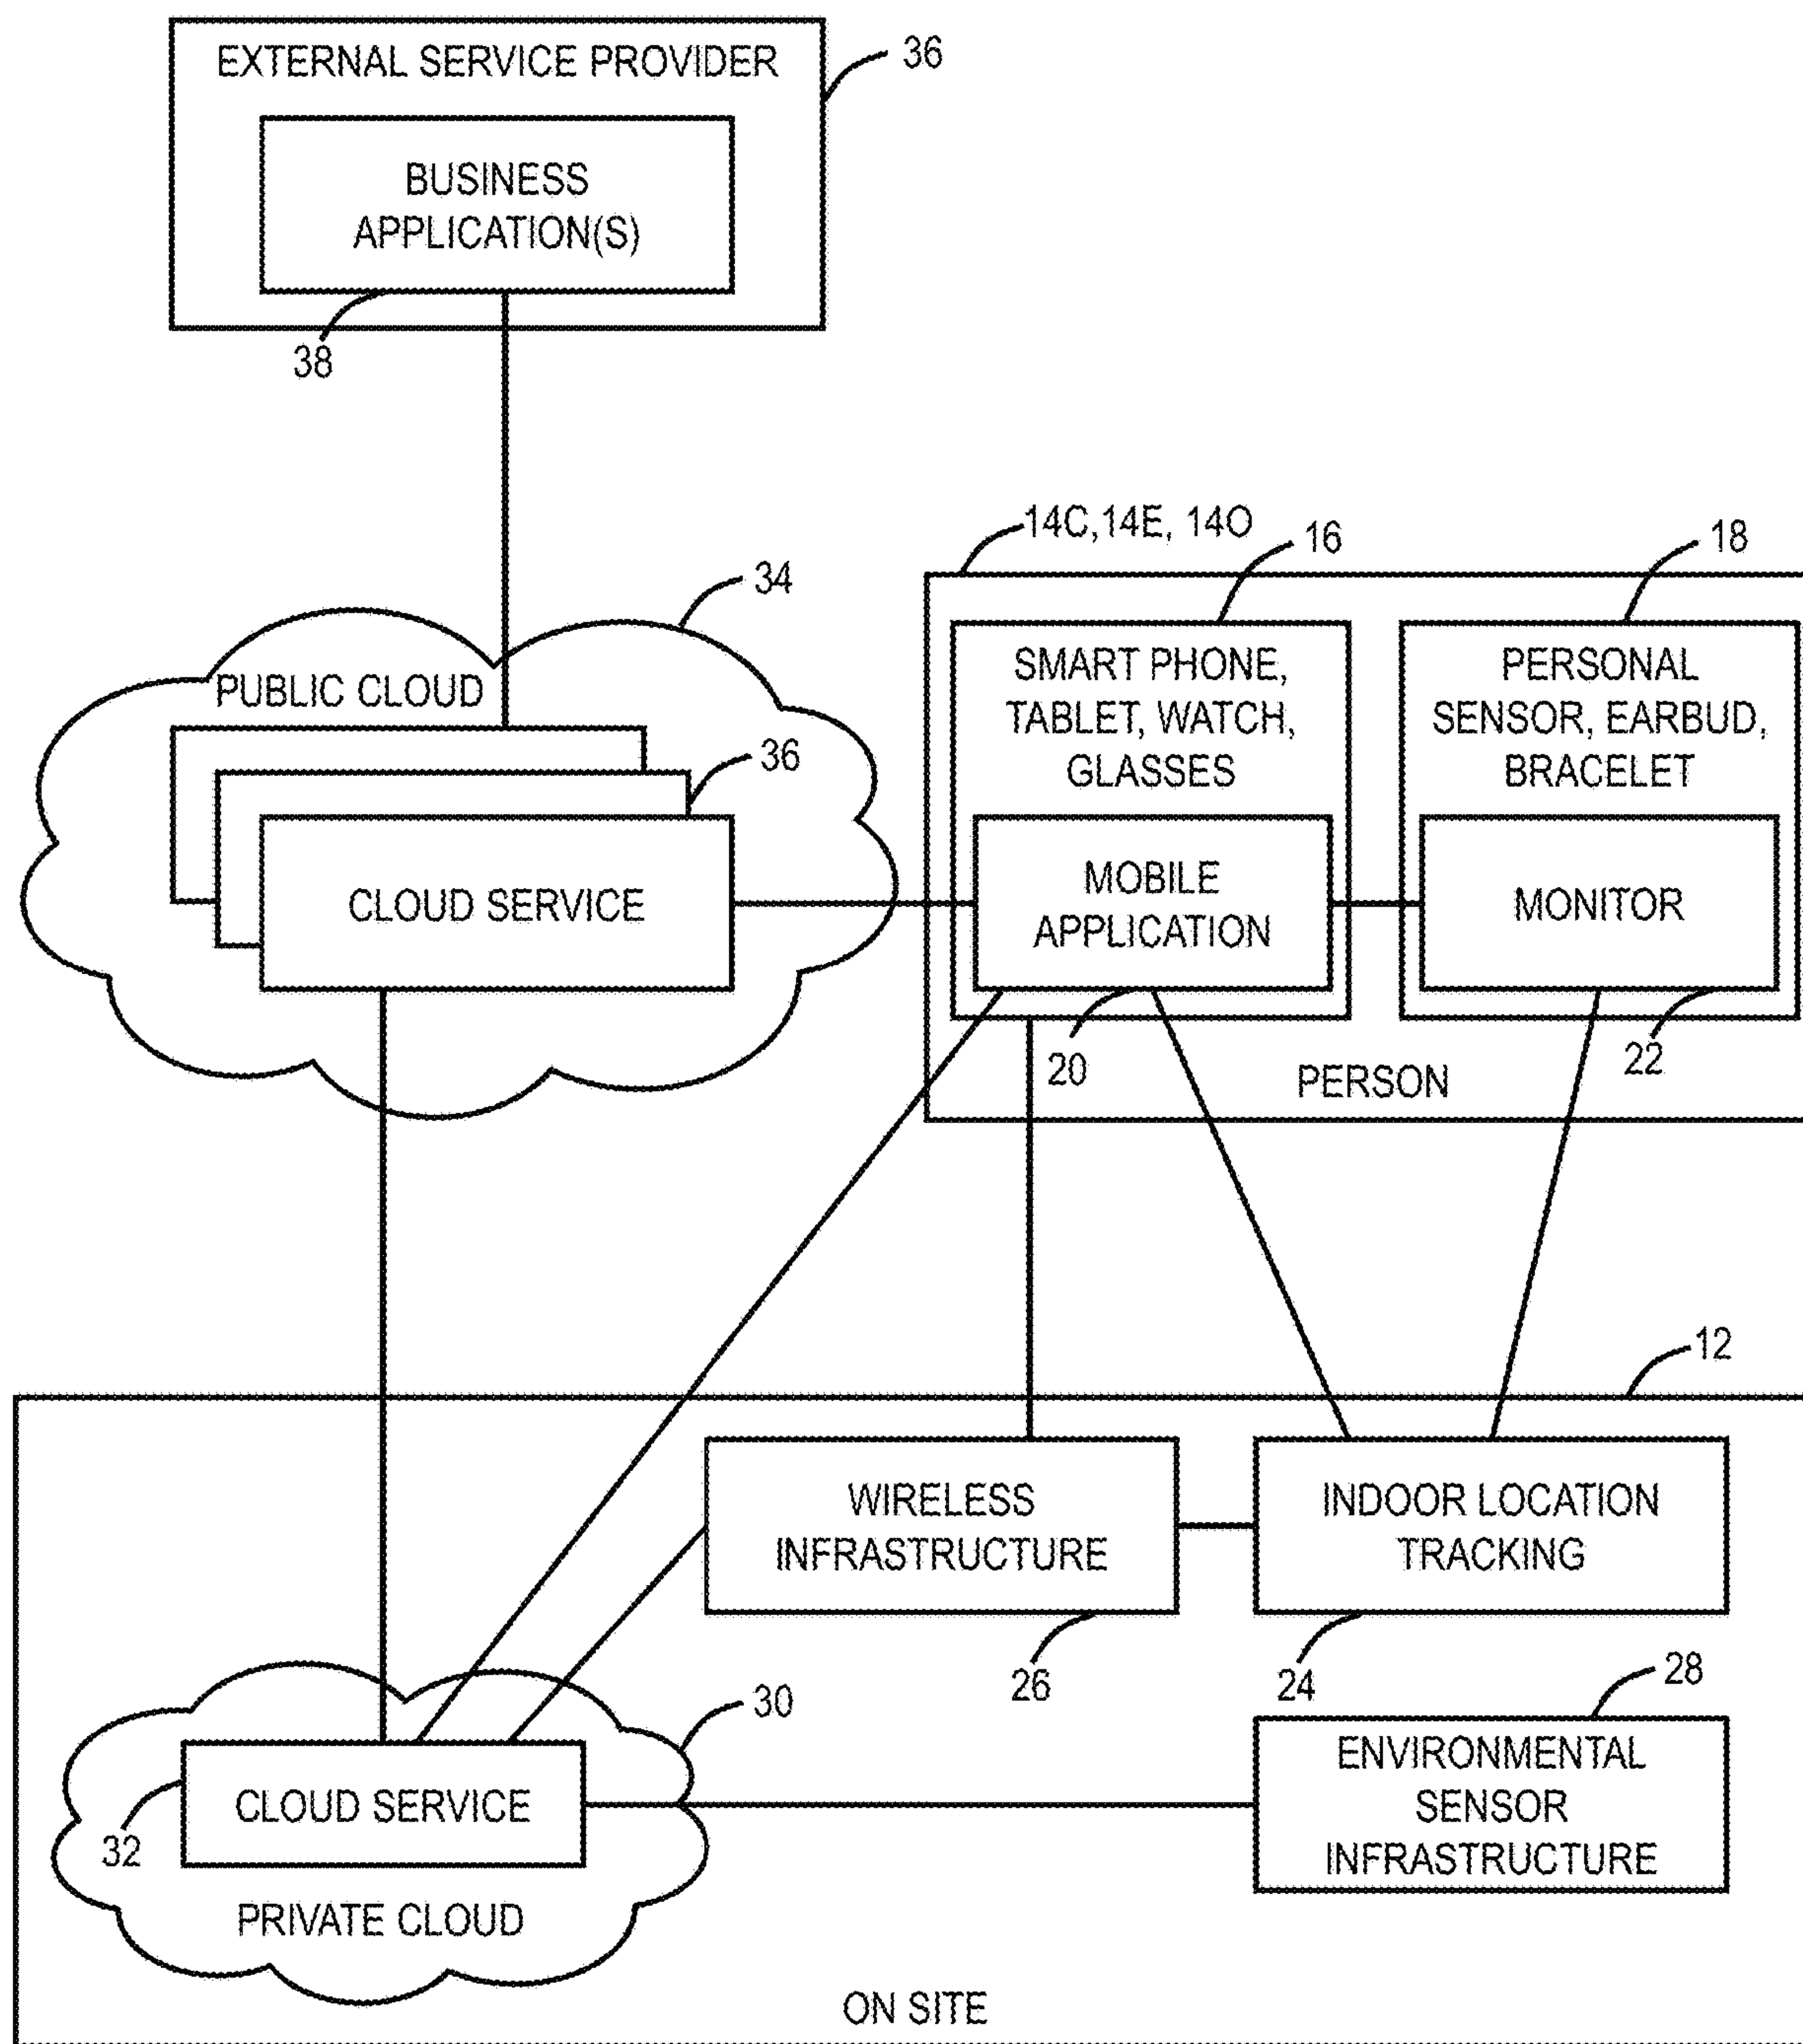 EXTERNAL SERVICE PROVIDER
36
BUSINESS
APPLICATION(S)
38
14C,14E, 14O
16
18
34
PUBLIC CLOUD
36
CLOUD SERVICE
SMART PHONE,
TABLET, WATCH,
GLASSES
MOBILE
APPLICATION
20
PERSONAL
SENSOR, EARBUD,
BRACELET
MONITOR
22
PERSON
12
WIRELESS
INFRASTRUCTURE
26
INDOOR LOCATION
TRACKING
24
28
ENVIRONMENTAL
SENSOR
INFRASTRUCTURE
30
CLOUD SERVICE
32
PRIVATE CLOUD
ON SITE